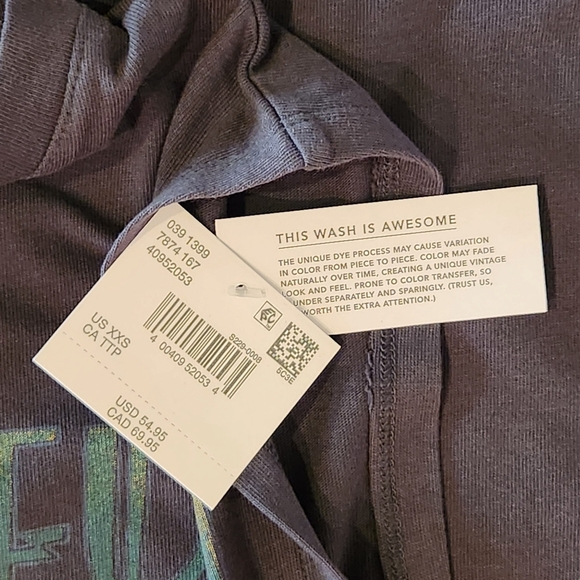 039 1399
7874 167
40952053
US XXS
CA TTP
4 00409 52053 4
S229-0008
6C3E
USD 54.95
CAD 69.95
THIS WASH IS AWESOME
THE UNIQUE DYE PROCESS MAY CAUSE VARIATION
IN COLOR FROM PIECE TO PIECE. COLOR MAY FADE
NATURALLY OVER TIME, CREATING A UNIQUE VINTAGE
LOOK AND FEEL. PRONE TO COLOR TRANSFER, SO
UNDER SEPARATELY AND SPARINGLY. (TRUST US,
WORTH THE EXTRA ATTENTION.)